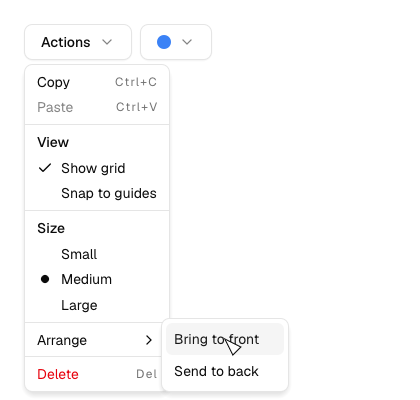 Actions
Copy Ctrl+C
Paste Ctrl+V
View
Show grid
Snap to guides
Size
Small
Medium
Large
Arrange
Bring to front
Send to back
Delete Del